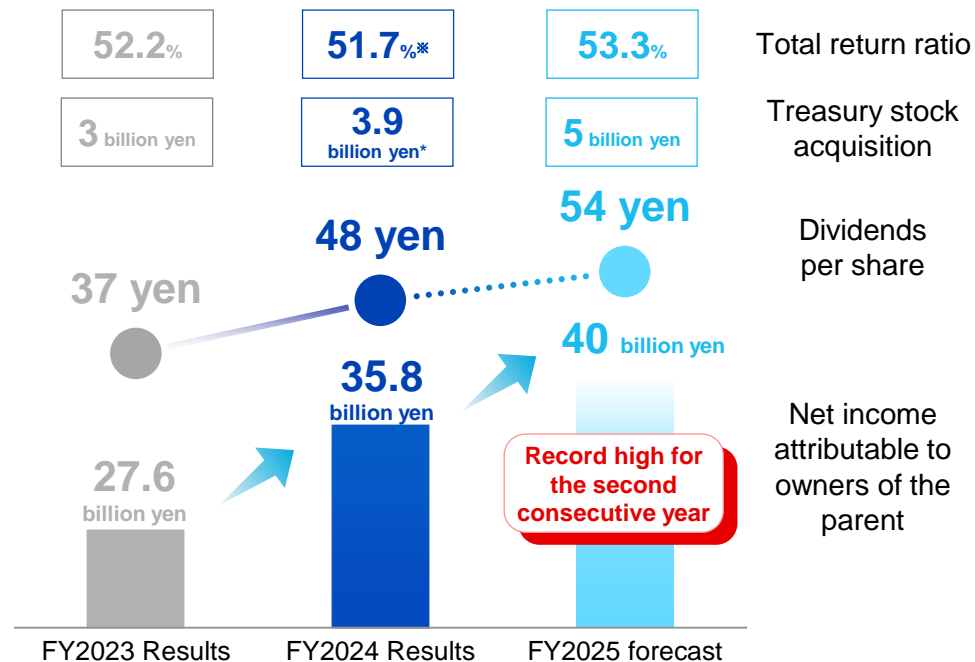 52.2%
51.7%※
53.3%
Total return ratio
3 billion yen
3.9
billion yen*
5 billion yen
Treasury stock
acquisition
37 yen
48 yen
54 yen
Dividends
per share
27.6
billion yen
35.8
billion yen
40 billion yen
Record high for
the second
consecutive year
Net income
attributable to
owners of the
parent
FY2023 Results
FY2024 Results
FY2025 forecast